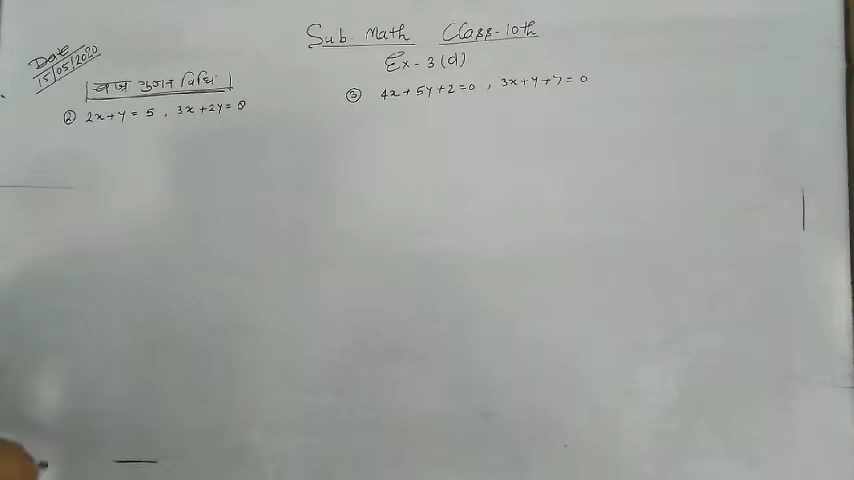 Sub. Math Class-10th
Ex-3(d)
Date
15/05/2020
वज्र गुणन विधि
② 2x+y = 5 , 3x+2y = 8
③ 4x+5y+2=0 , 3x+y+7=0